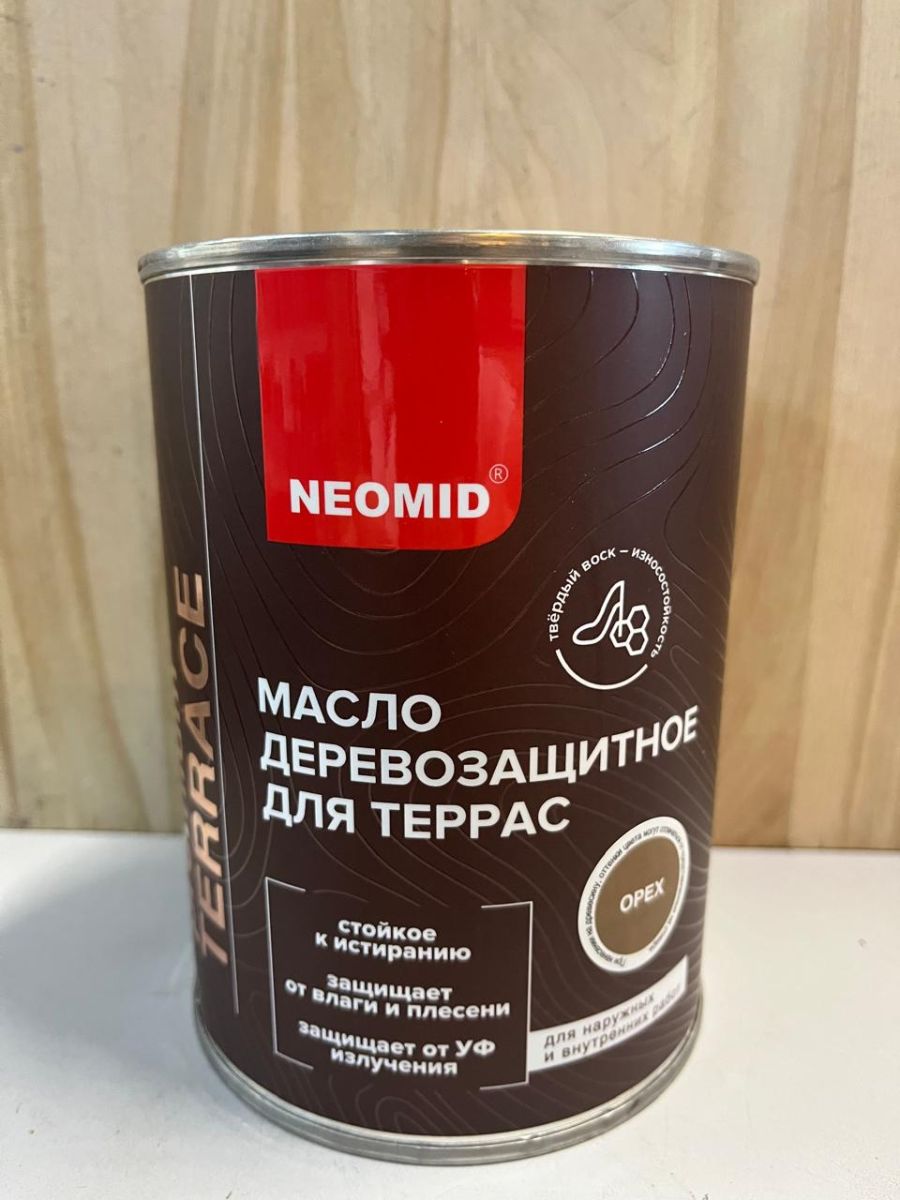 NEOMID®
твёрдый воск – износостойкость
TERRACE
МАСЛО
ДЕРЕВОЗАЩИТНОЕ
ДЛЯ ТЕРРАС
ОРЕХ
стойкое
к истиранию
защищает
от влаги и плесени
защищает от УФ
излучения
для наружных
и внутренних работ